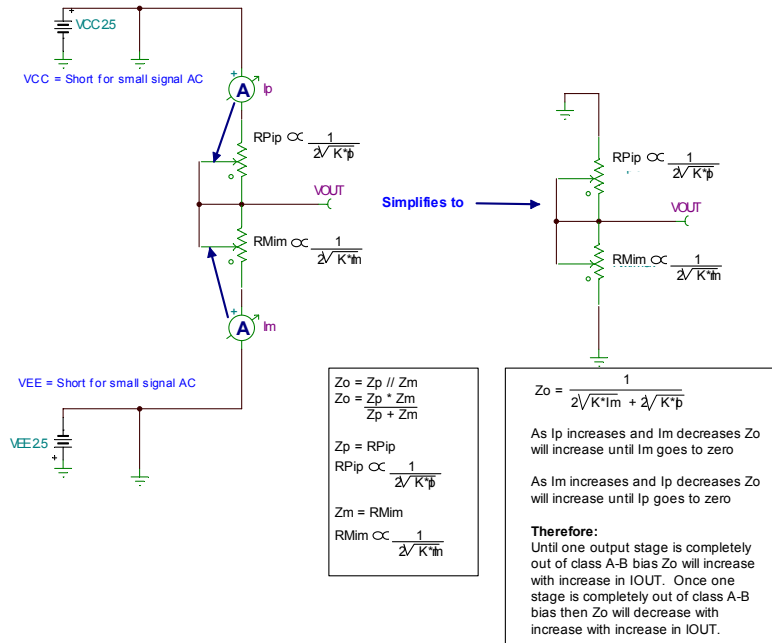 VCC 2.5
VCC = Short for small signal AC
+
A
Ip
RPip ∝ 1
2√K*Ip
VOUT
RMim ∝ 1
2√K*Im
+
A
Im
VEE = Short for small signal AC
VEE 2.5
+
Simplifies to
RPip ∝ 1
2√K*Ip
VOUT
RMim ∝ 1
2√K*Im
Zo = Zp // Zm
Zo = Zp * Zm
Zp + Zm
Zp = RPip
RPip ∝ 1
2√K*Ip
Zm = RMim
RMim ∝ 1
2√K*Im
Zo = 1
2√K*Im + 2√K*Ip
As Ip increases and Im decreases Zo
will increase until Im goes to zero
As Im increases and Ip decreases Zo
will increase until Ip goes to zero
Therefore:
Until one output stage is completely
out of class A-B bias Zo will increase
with increase in IOUT. Once one
stage is completely out of class A-B
bias then Zo will decrease with
increase with increase in IOUT.